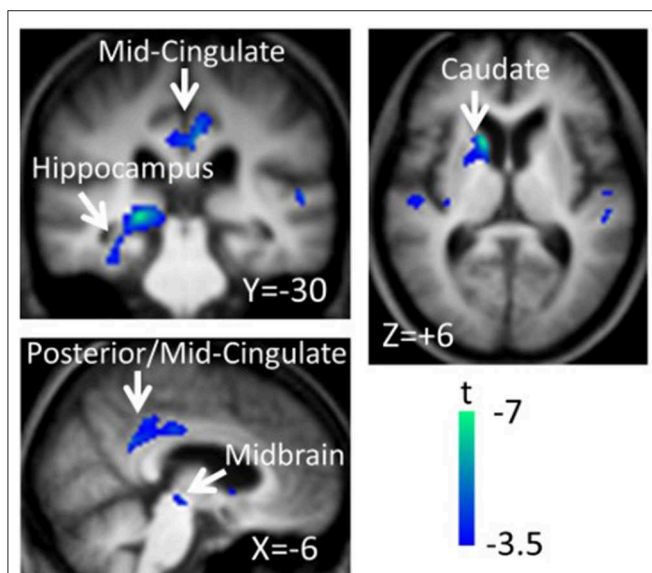 Mid-Cingulate
Hippocampus
Y=-30
Caudate
Z=+6
Posterior/Mid-Cingulate
Midbrain
X=-6
t
-7
-3.5